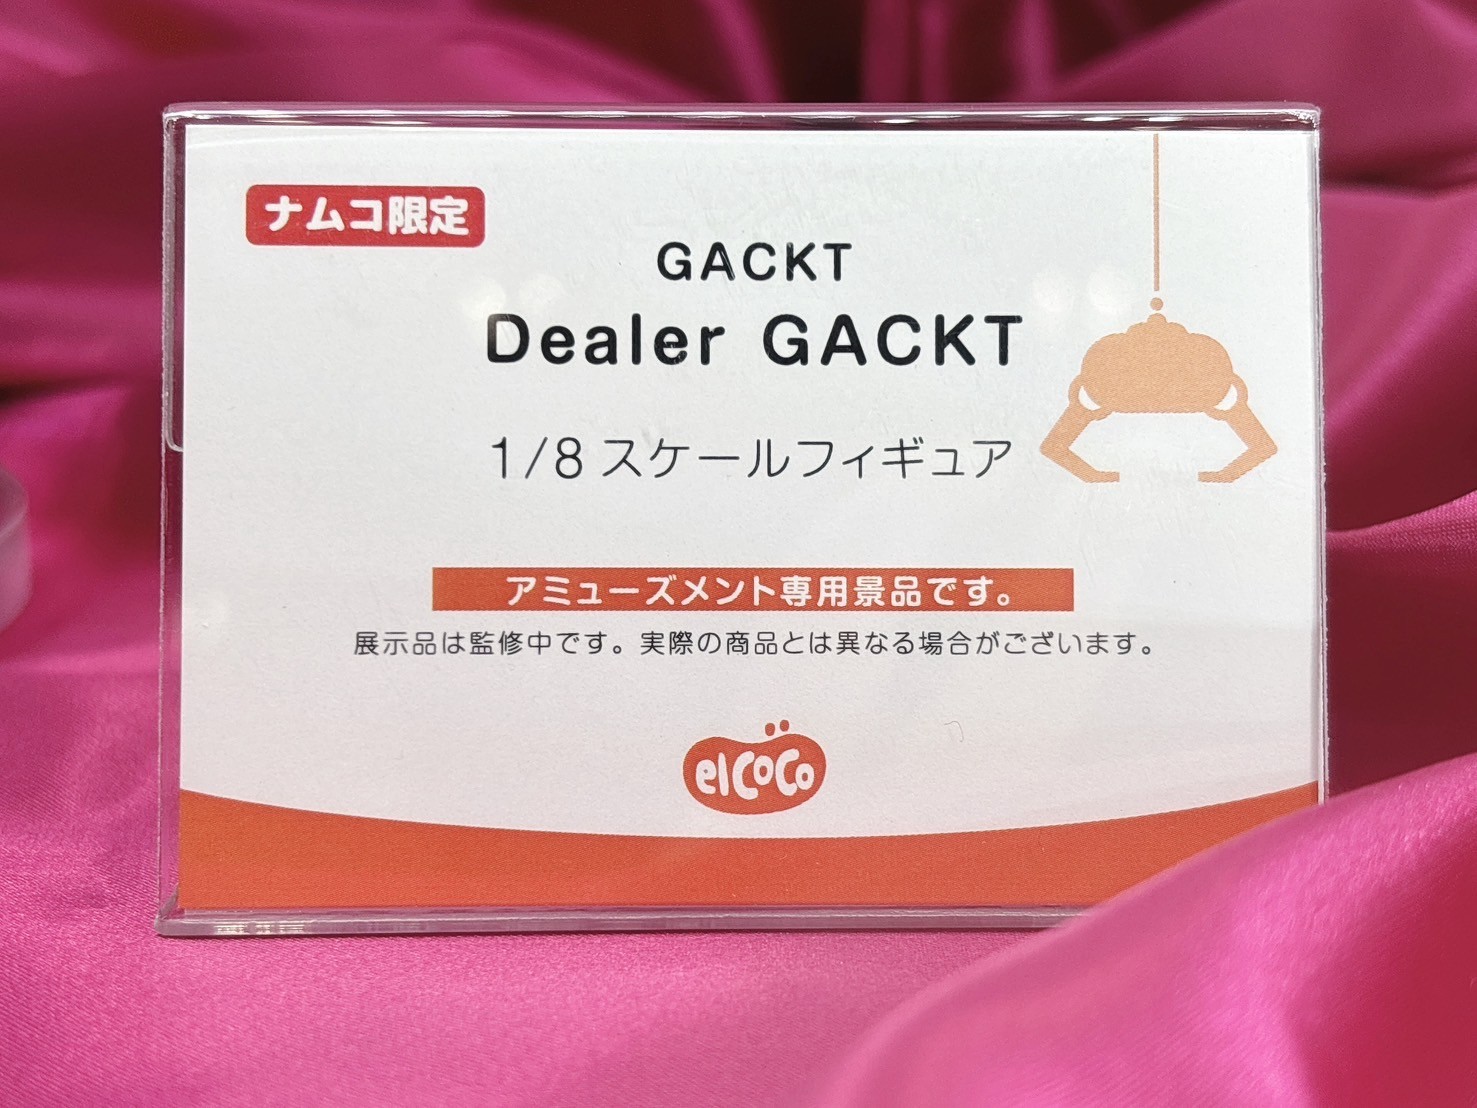 ナムコ限定
GACKT
Dealer GACKT
1/8スケールフィギュア
アミューズメント専用景品です。
展示品は監修中です。実際の商品とは異なる場合がございます。
elcoco